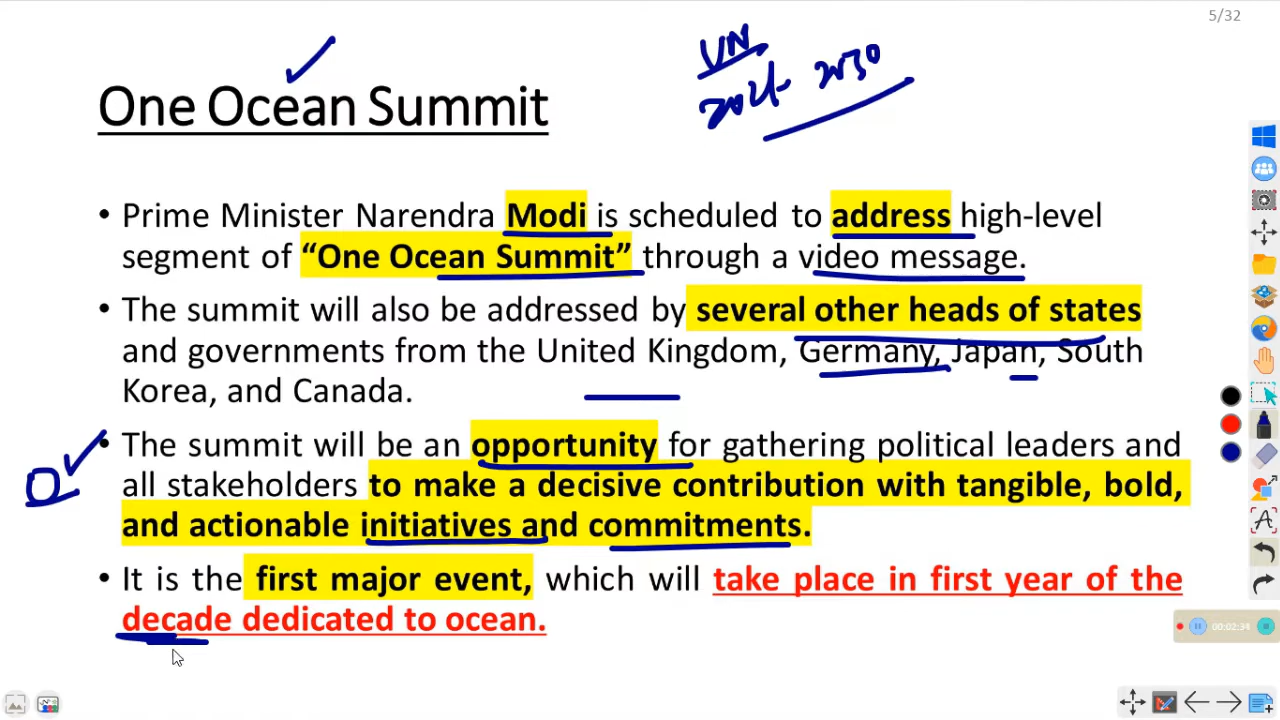 5/32
UN
2021- 2030
One Ocean Summit
• Prime Minister Narendra Modi is scheduled to address high-level
segment of “One Ocean Summit” through a video message.
• The summit will also be addressed by several other heads of states
and governments from the United Kingdom, Germany, Japan, South
Korea, and Canada.
• The summit will be an opportunity for gathering political leaders and
all stakeholders to make a decisive contribution with tangible, bold,
and actionable initiatives and commitments.
• It is the first major event, which will take place in first year of the
decade dedicated to ocean.
00:02:34